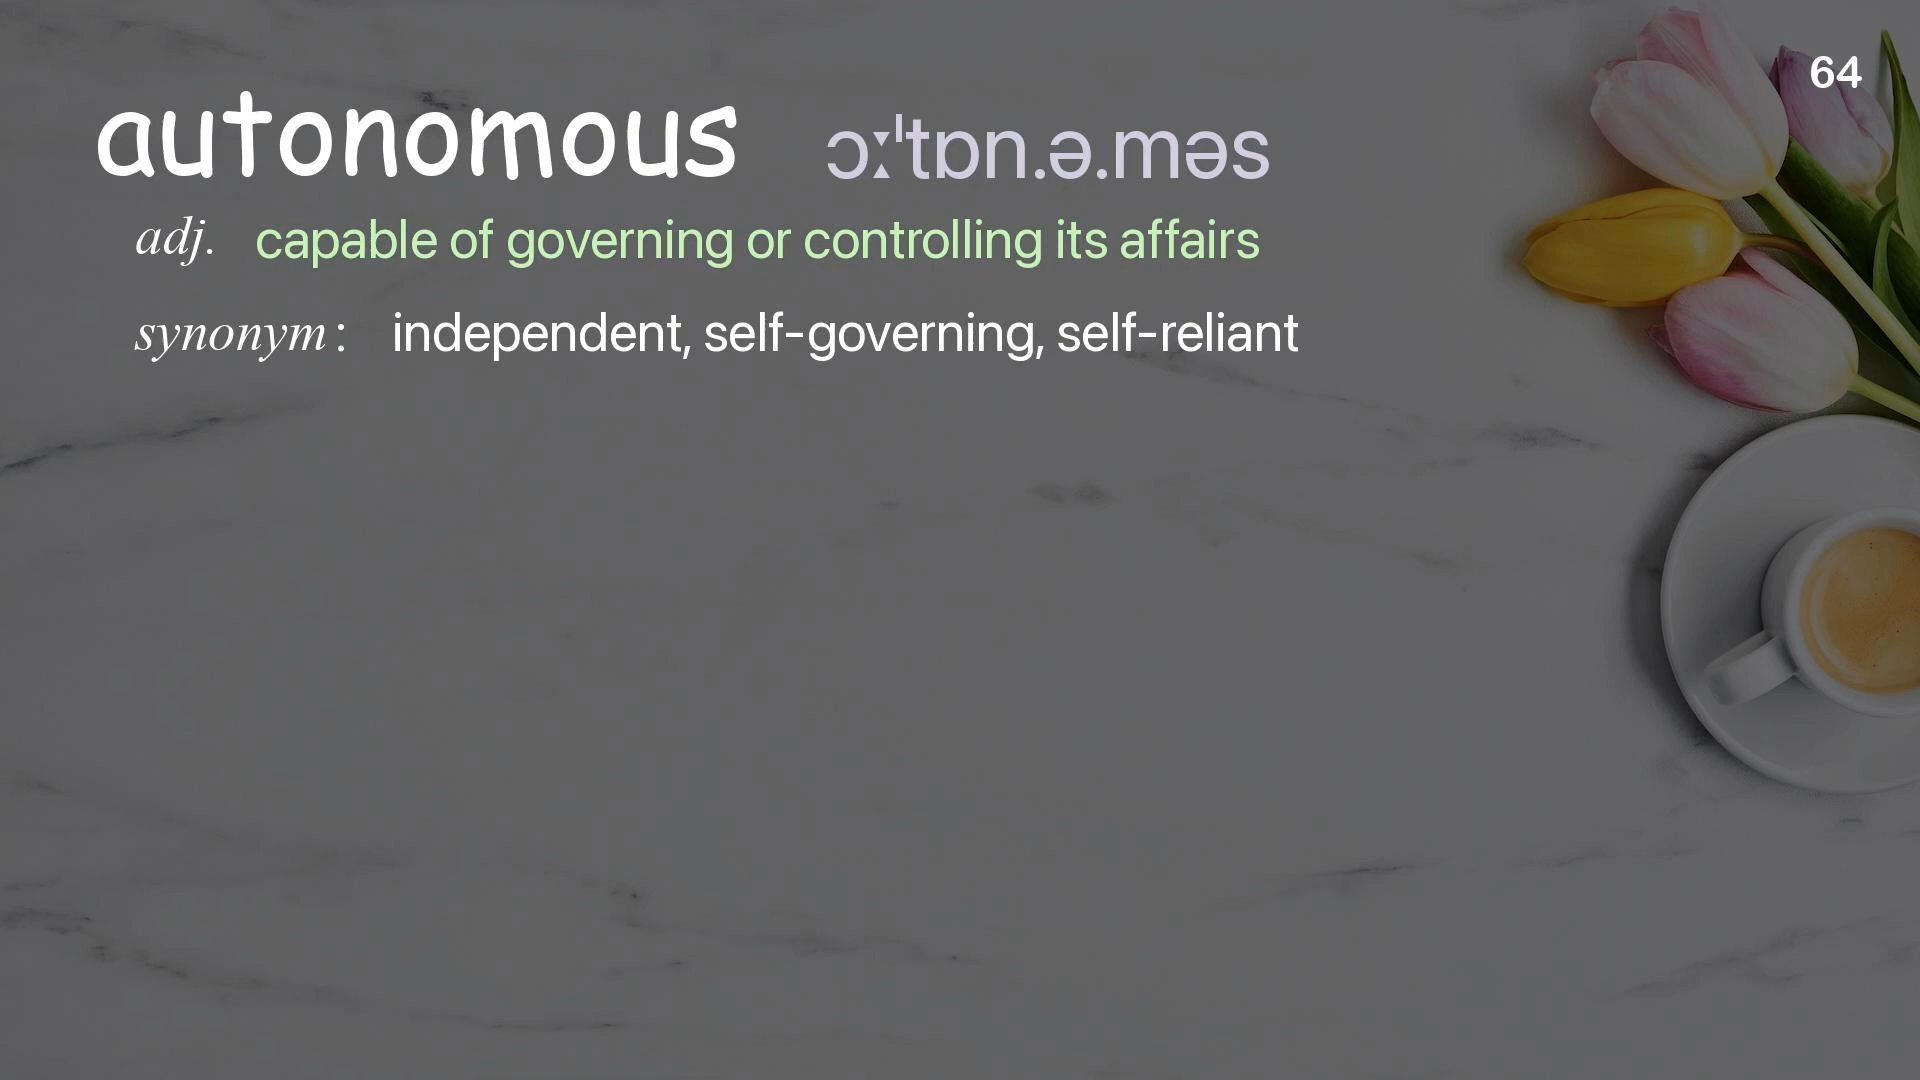 64
autonomous ɔːˈtɒn.ə.məs
adj. capable of governing or controlling its affairs
synonym: independent, self-governing, self-reliant